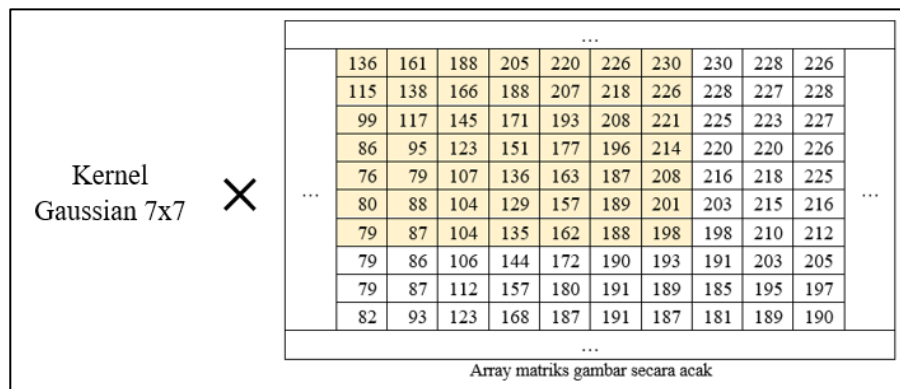 …
136 161 188 205 220 226 230 230 228 226
115 138 166 188 207 218 226 228 227 228
99 117 145 171 193 208 221 225 223 227
86 95 123 151 177 196 214 220 220 226
Kernel
Gaussian 7x7
×
…
76 79 107 136 163 187 208 216 218 225
…
80 88 104 129 157 189 201 203 215 216
79 87 104 135 162 188 198 198 210 212
79 86 106 144 172 190 193 191 203 205
79 87 112 157 180 191 189 185 195 197
82 93 123 168 187 191 187 181 189 190
…
Array matriks gambar secara acak